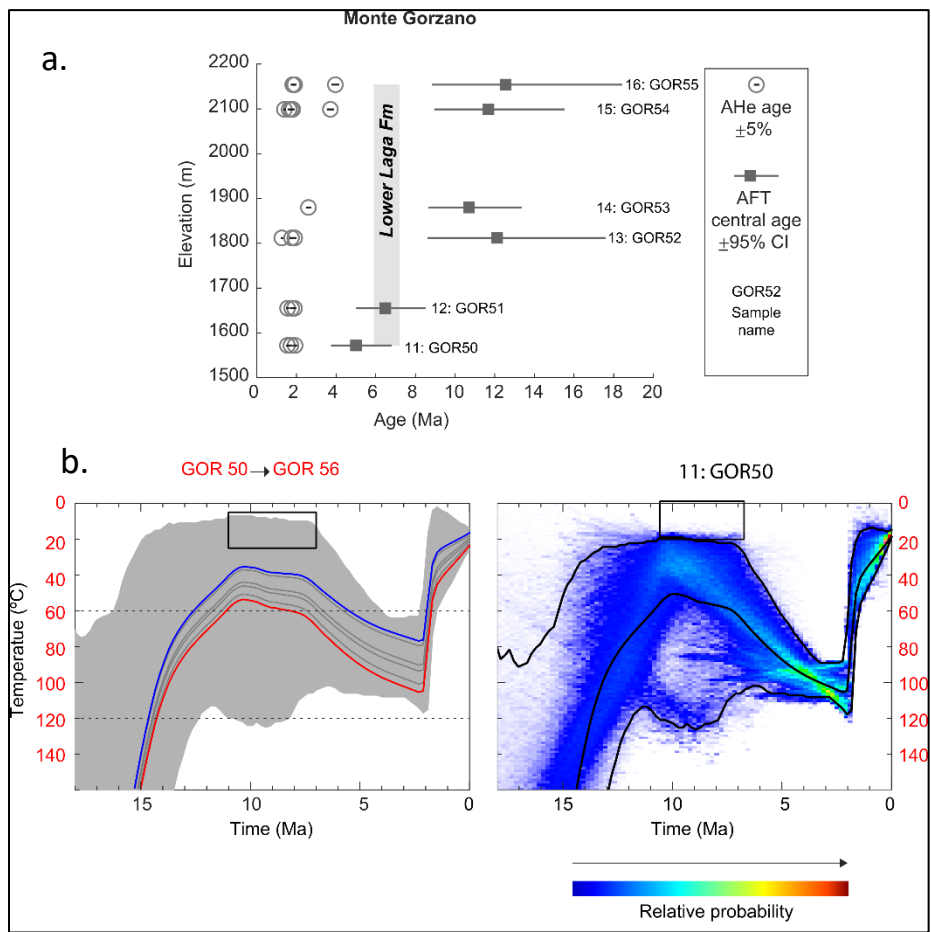 Monte Gorzano
a.
2200
2100
2000
1900
1800
1700
1600
1500
Elevation (m)
Lower Laga Fm
16: GOR55
15: GOR54
14: GOR53
13: GOR52
12: GOR51
11: GOR50
0 2 4 6 8 10 12 14 16 18 20
Age (Ma)
AHe age
±5%
AFT
central age
±95% CI
GOR52
Sample
name
b.
GOR 50→GOR 56
0
20
40
60
80
100
120
140
Temperatue (°C)
15 10 5 0
Time (Ma)
11: GOR50
0
20
40
60
80
100
120
140
15 10 5 0
Time (Ma)
Relative probability